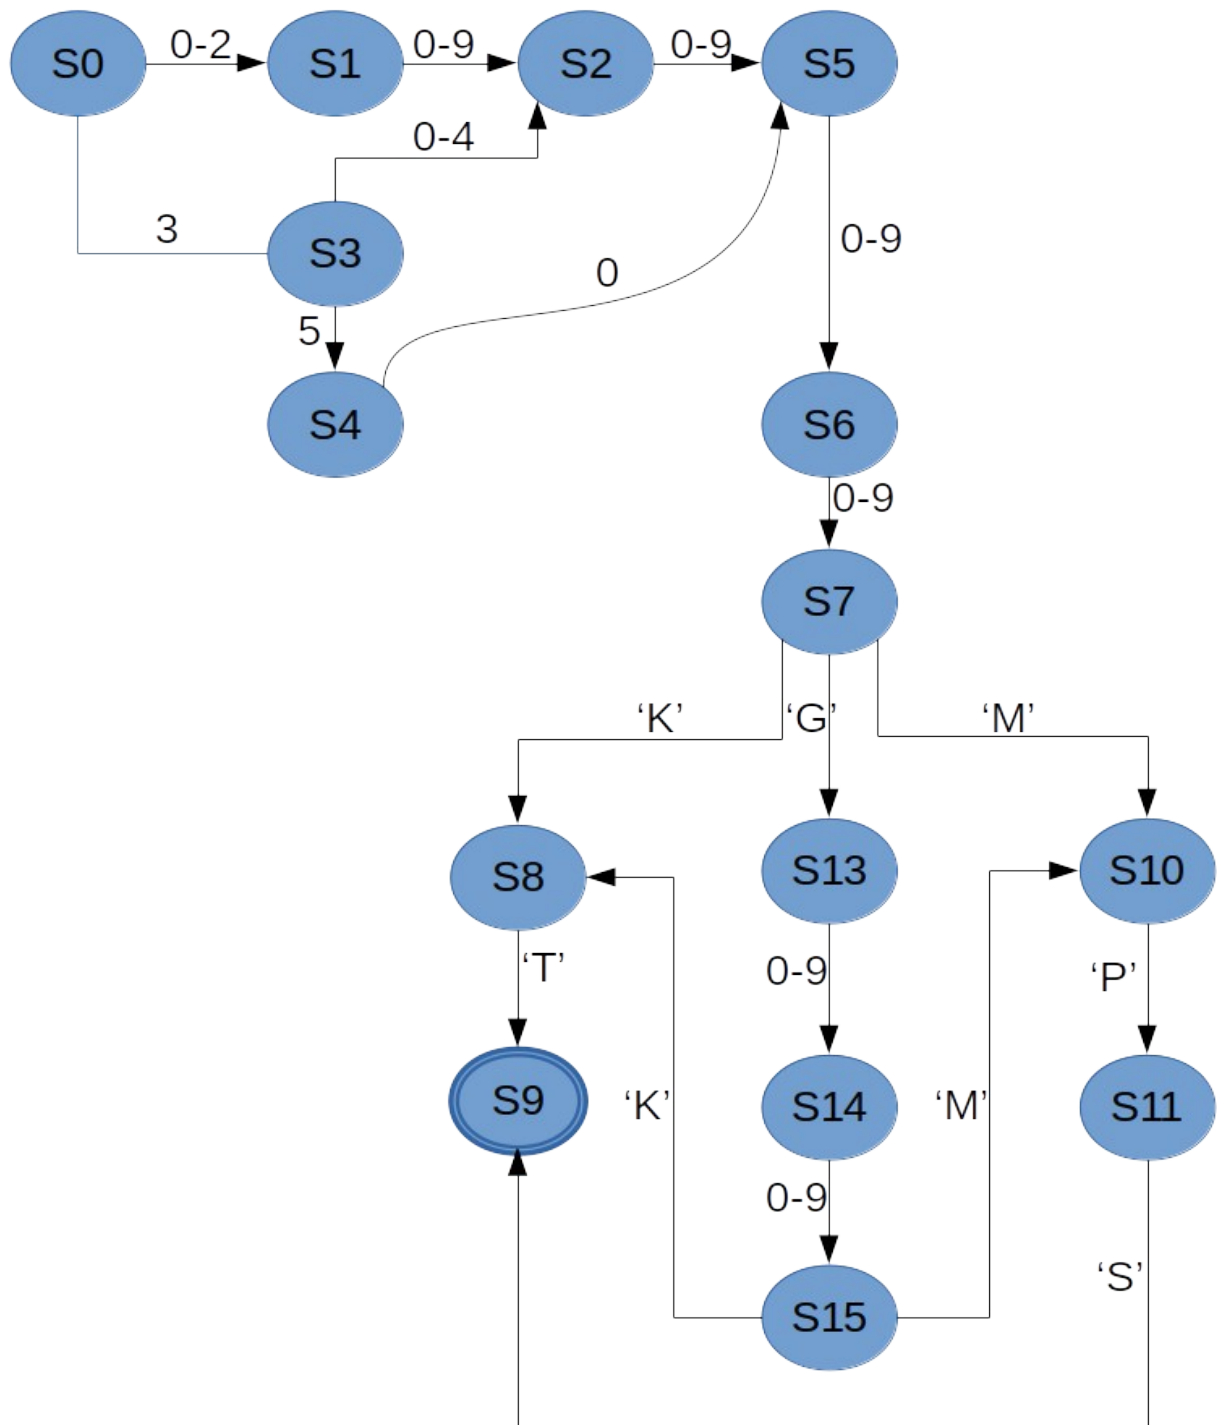 S0 0-2 S1 0-9 S2 0-9 S5
0-4
3 S3 0-9
0
5
S4 S6
0-9
S7
‘K’ ‘G’ ‘M’
S8 S13 S10
‘T’ 0-9 ‘P’
S9 ‘K’ S14 ‘M’ S11
0-9
‘S’
S15